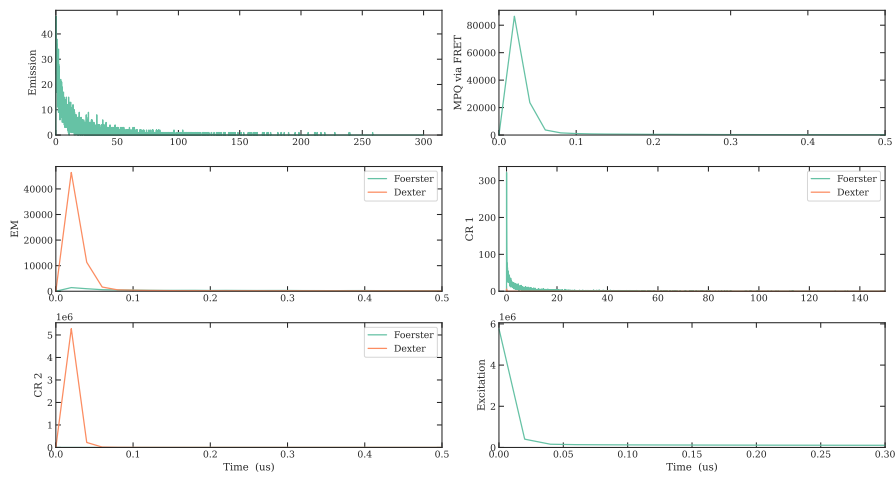 Emission
40
30
20
10
0
0 50 100 150 200 250 300
MPQ via FRET
80000
60000
40000
20000
0
0.0 0.1 0.2 0.3 0.4 0.5
EM
40000
30000
20000
10000
0
0.0 0.1 0.2 0.3 0.4 0.5
Foerster
Dexter
CR 1
300
200
100
0
0 20 40 60 80 100 120 140
Foerster
Dexter
CR 2
1e6
5
4
3
2
1
0
0.0 0.1 0.2 0.3 0.4 0.5
Time (us)
Foerster
Dexter
Excitation
1e6
6
4
2
0
0.00 0.05 0.10 0.15 0.20 0.25 0.30
Time (us)